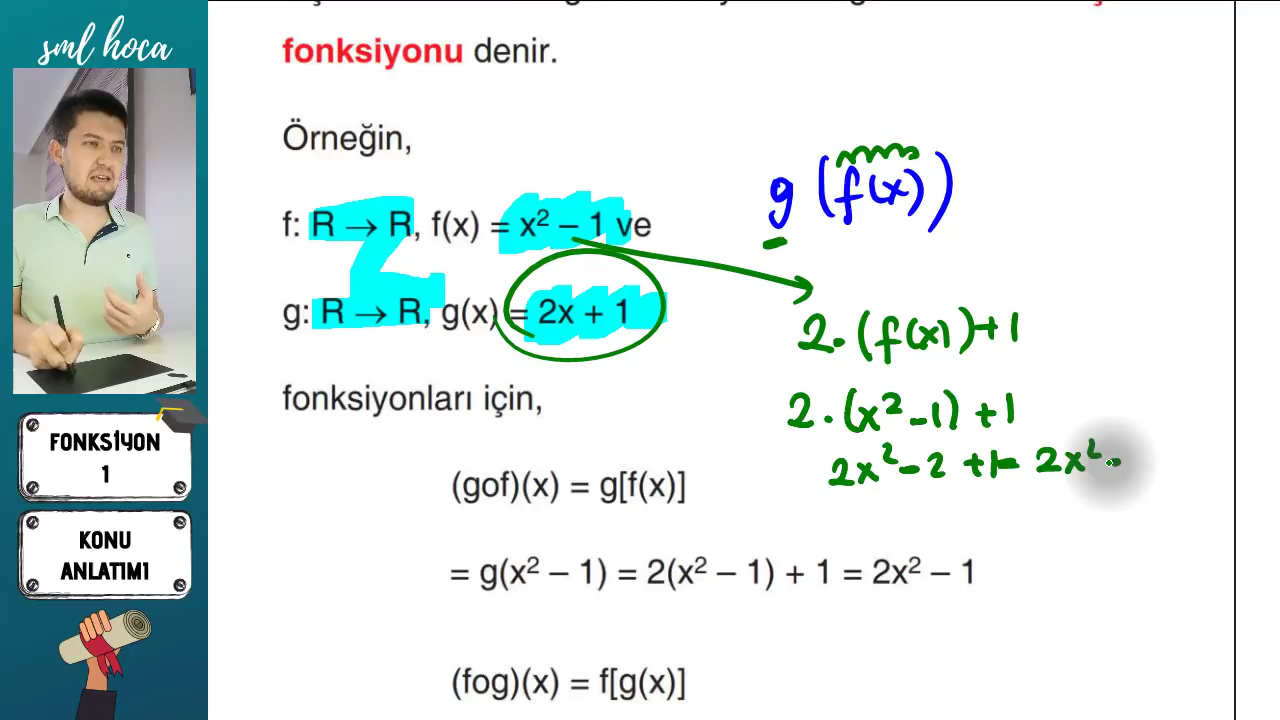 sml hoca
fonksiyonu denir.
Örneğin,
f: R → R, f(x) = x² – 1 ve
g: R → R, g(x) = 2x + 1
fonksiyonları için,
(gof)(x) = g[f(x)]
= g(x² – 1) = 2(x² – 1) + 1 = 2x² – 1
(fog)(x) = f[g(x)]
g (f(x))
2.(f(x))+1
2.(x²-1)+1
2x²-2+1= 2x²-
FONKSİYON
1
KONU
ANLATIMI